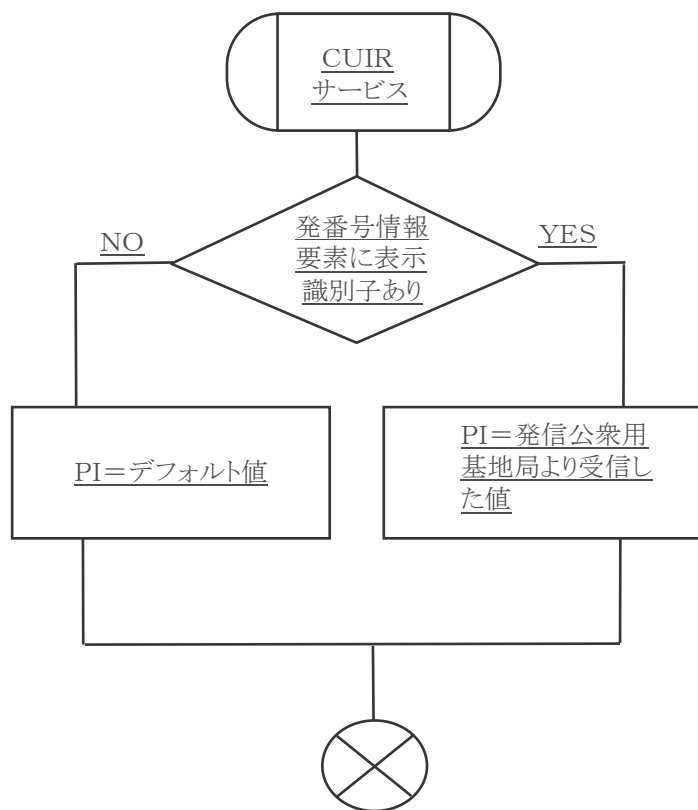 CUIR
サービス
発番号情報
要素に表示
識別子あり
NO
YES
PI＝デフォルト値
PI＝発信公衆用
基地局より受信し
た値